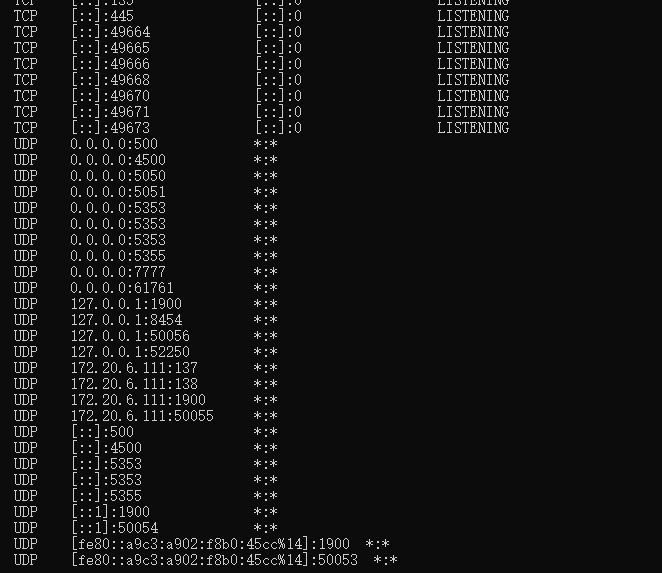 TCP [::]:135 [::]:0 LISTENING
TCP [::]:445 [::]:0 LISTENING
TCP [::]:49664 [::]:0 LISTENING
TCP [::]:49665 [::]:0 LISTENING
TCP [::]:49666 [::]:0 LISTENING
TCP [::]:49668 [::]:0 LISTENING
TCP [::]:49670 [::]:0 LISTENING
TCP [::]:49671 [::]:0 LISTENING
TCP [::]:49673 [::]:0 LISTENING
UDP 0.0.0.0:500 *:*
UDP 0.0.0.0:4500 *:*
UDP 0.0.0.0:5050 *:*
UDP 0.0.0.0:5051 *:*
UDP 0.0.0.0:5353 *:*
UDP 0.0.0.0:5353 *:*
UDP 0.0.0.0:5353 *:*
UDP 0.0.0.0:5355 *:*
UDP 0.0.0.0:7777 *:*
UDP 0.0.0.0:61761 *:*
UDP 127.0.0.1:1900 *:*
UDP 127.0.0.1:8454 *:*
UDP 127.0.0.1:50056 *:*
UDP 127.0.0.1:52250 *:*
UDP 172.20.6.111:137 *:*
UDP 172.20.6.111:138 *:*
UDP 172.20.6.111:1900 *:*
UDP 172.20.6.111:50055 *:*
UDP [::]:500 *:*
UDP [::]:4500 *:*
UDP [::]:5353 *:*
UDP [::]:5353 *:*
UDP [::]:5355 *:*
UDP [::1]:1900 *:*
UDP [::1]:50054 *:*
UDP [fe80::a9c3:a902:f8b0:45cc%14]:1900 *:*
UDP [fe80::a9c3:a902:f8b0:45cc%14]:50053 *:*